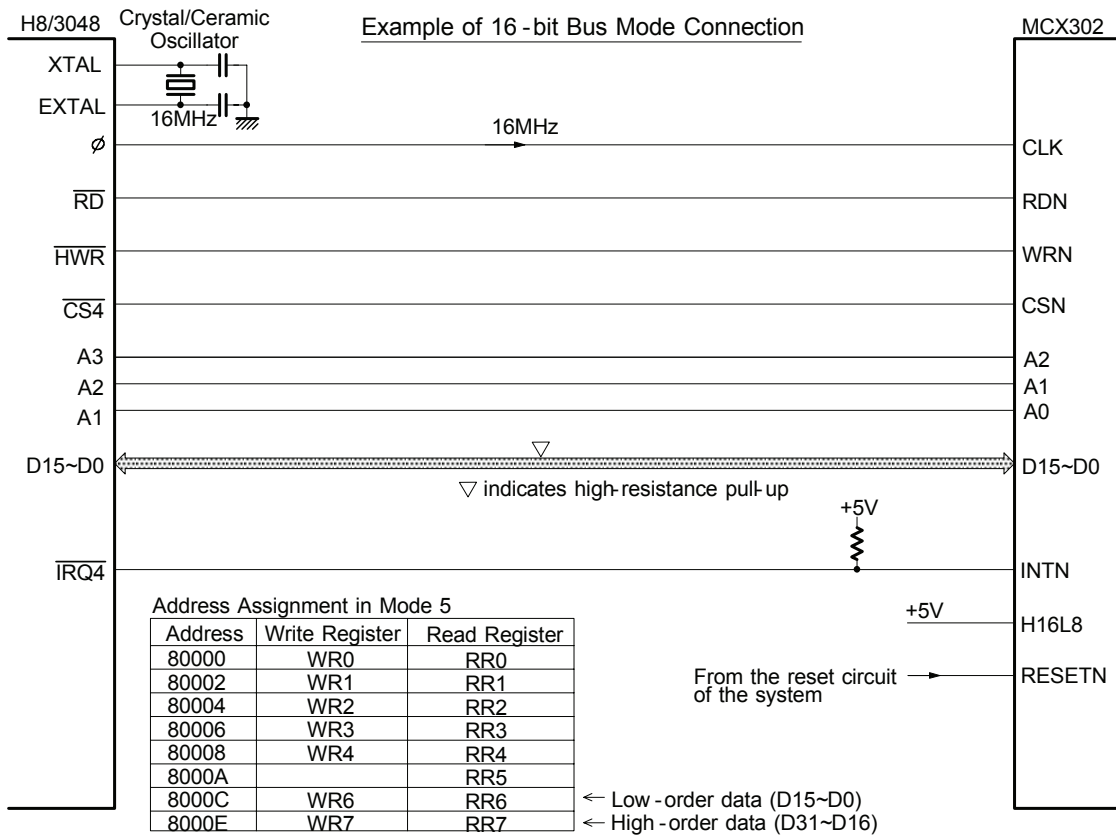 H8/3048
Crystal/Ceramic
Oscillator
Example of 16-bit Bus Mode Connection
MCX302
XTAL
EXTAL
16MHz
ø
16MHz
CLK
RD
RDN
HWR
WRN
CS4
CSN
A3
A2
A2
A1
A1
A0
D15~D0
D15~D0
▽ indicates high-resistance pull-up
+5V
IRQ4
INTN
+5V
H16L8
From the reset circuit
of the system
RESETN
Address Assignment in Mode 5
Address Write Register Read Register
80000 WR0 RR0
80002 WR1 RR1
80004 WR2 RR2
80006 WR3 RR3
80008 WR4 RR4
8000A RR5
8000C WR6 RR6 ← Low-order data (D15~D0)
8000E WR7 RR7 ← High-order data (D31~D16)